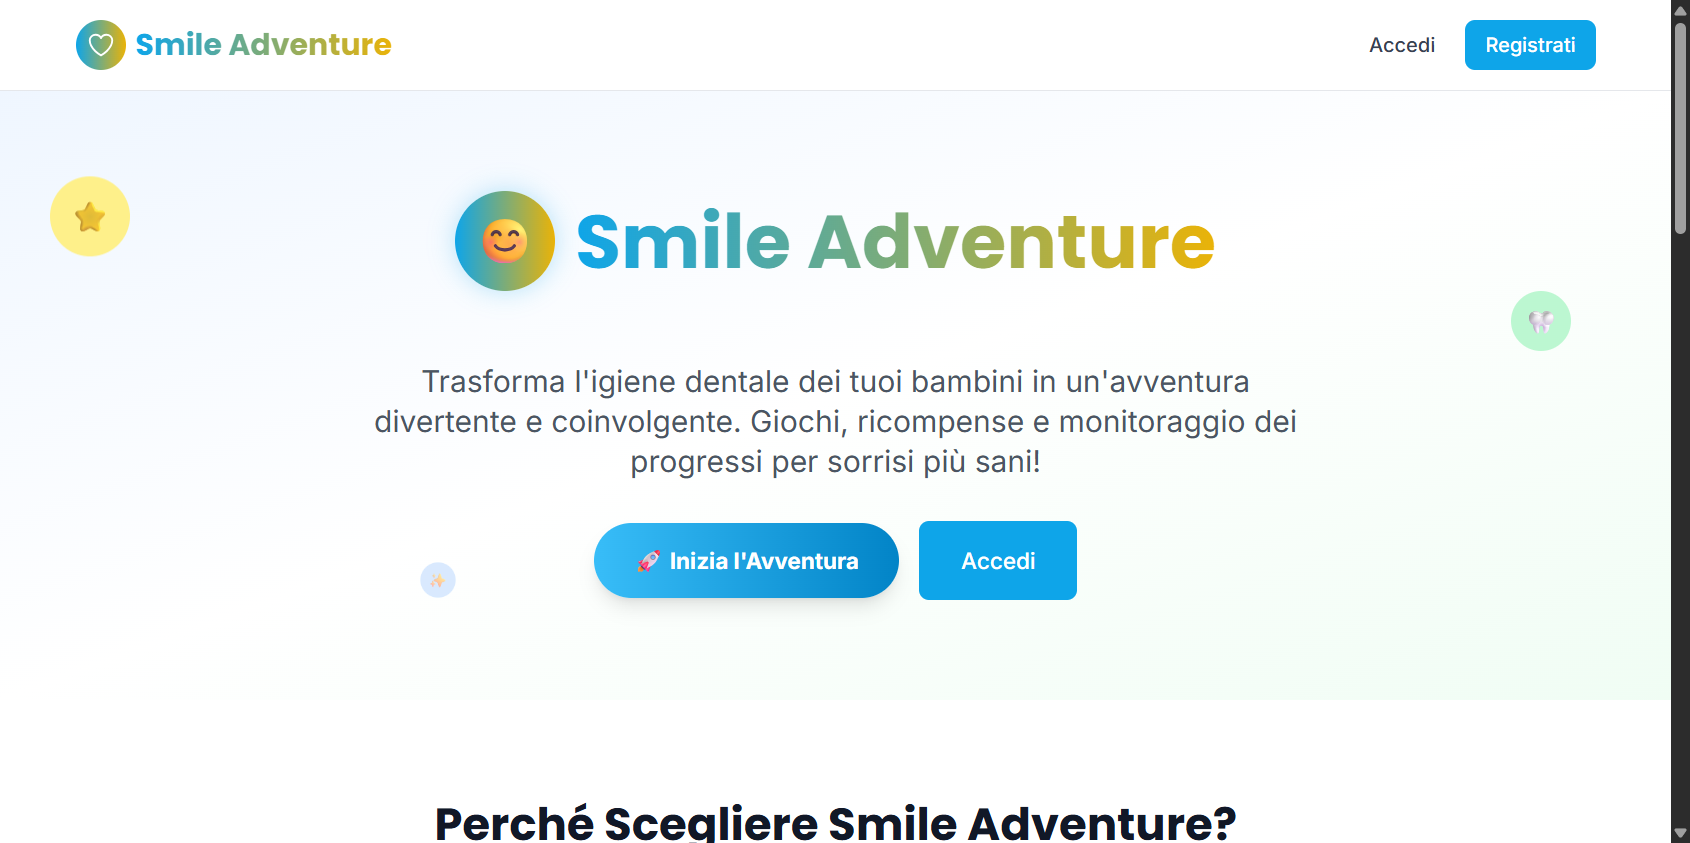 Smile Adventure
Accedi
Registrati
Smile Adventure
Trasforma l'igiene dentale dei tuoi bambini in un'avventura
divertente e coinvolgente. Giochi, ricompense e monitoraggio dei
progressi per sorrisi più sani!
🚀 Inizia l'Avventura
Accedi
Perché Scegliere Smile Adventure?